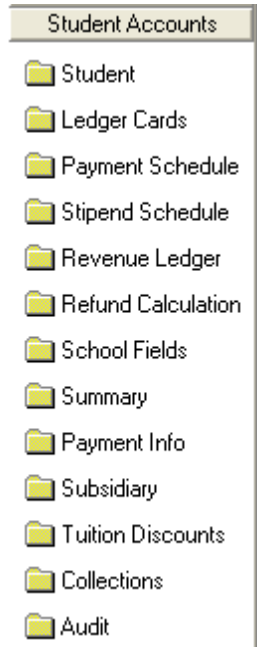 Student Accounts
Student
Ledger Cards
Payment Schedule
Stipend Schedule
Revenue Ledger
Refund Calculation
School Fields
Summary
Payment Info
Subsidiary
Tuition Discounts
Collections
Audit